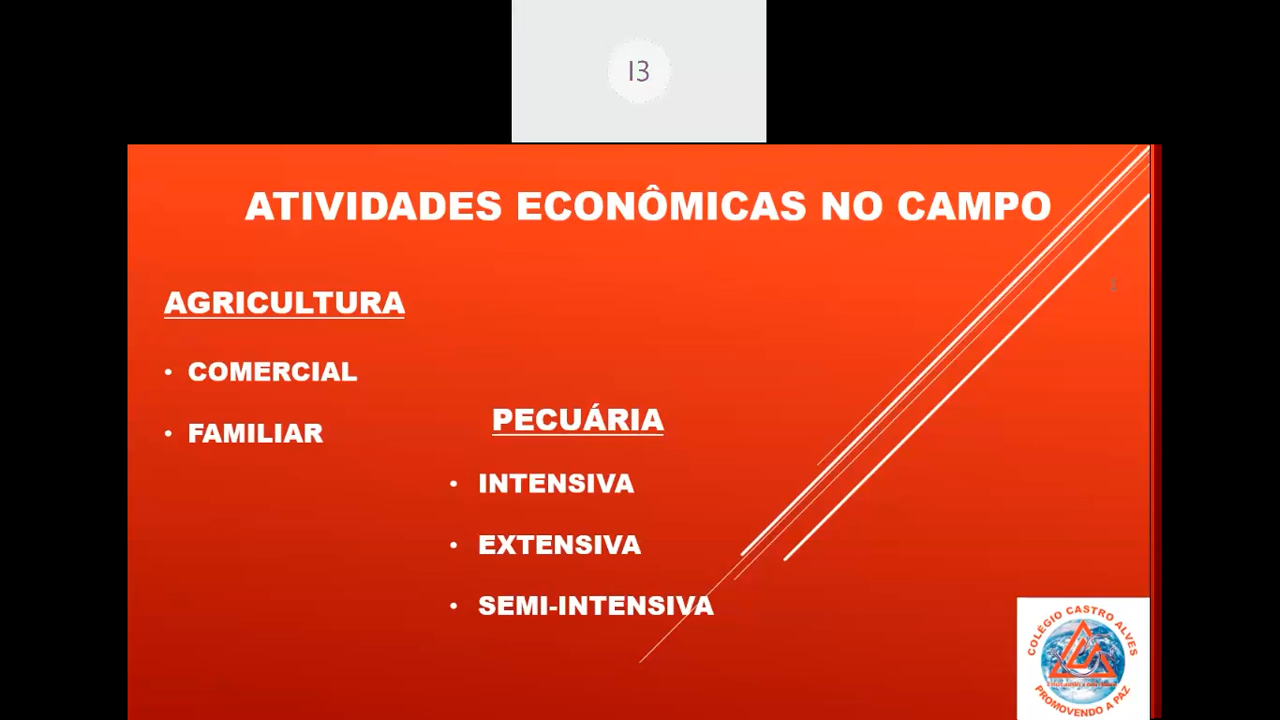 I3
ATIVIDADES ECONÔMICAS NO CAMPO
AGRICULTURA
• COMERCIAL
• FAMILIAR
PECUÁRIA
• INTENSIVA
• EXTENSIVA
• SEMI-INTENSIVA
COLÉGIO CASTRO ALVES
PROMOVENDO A PAZ